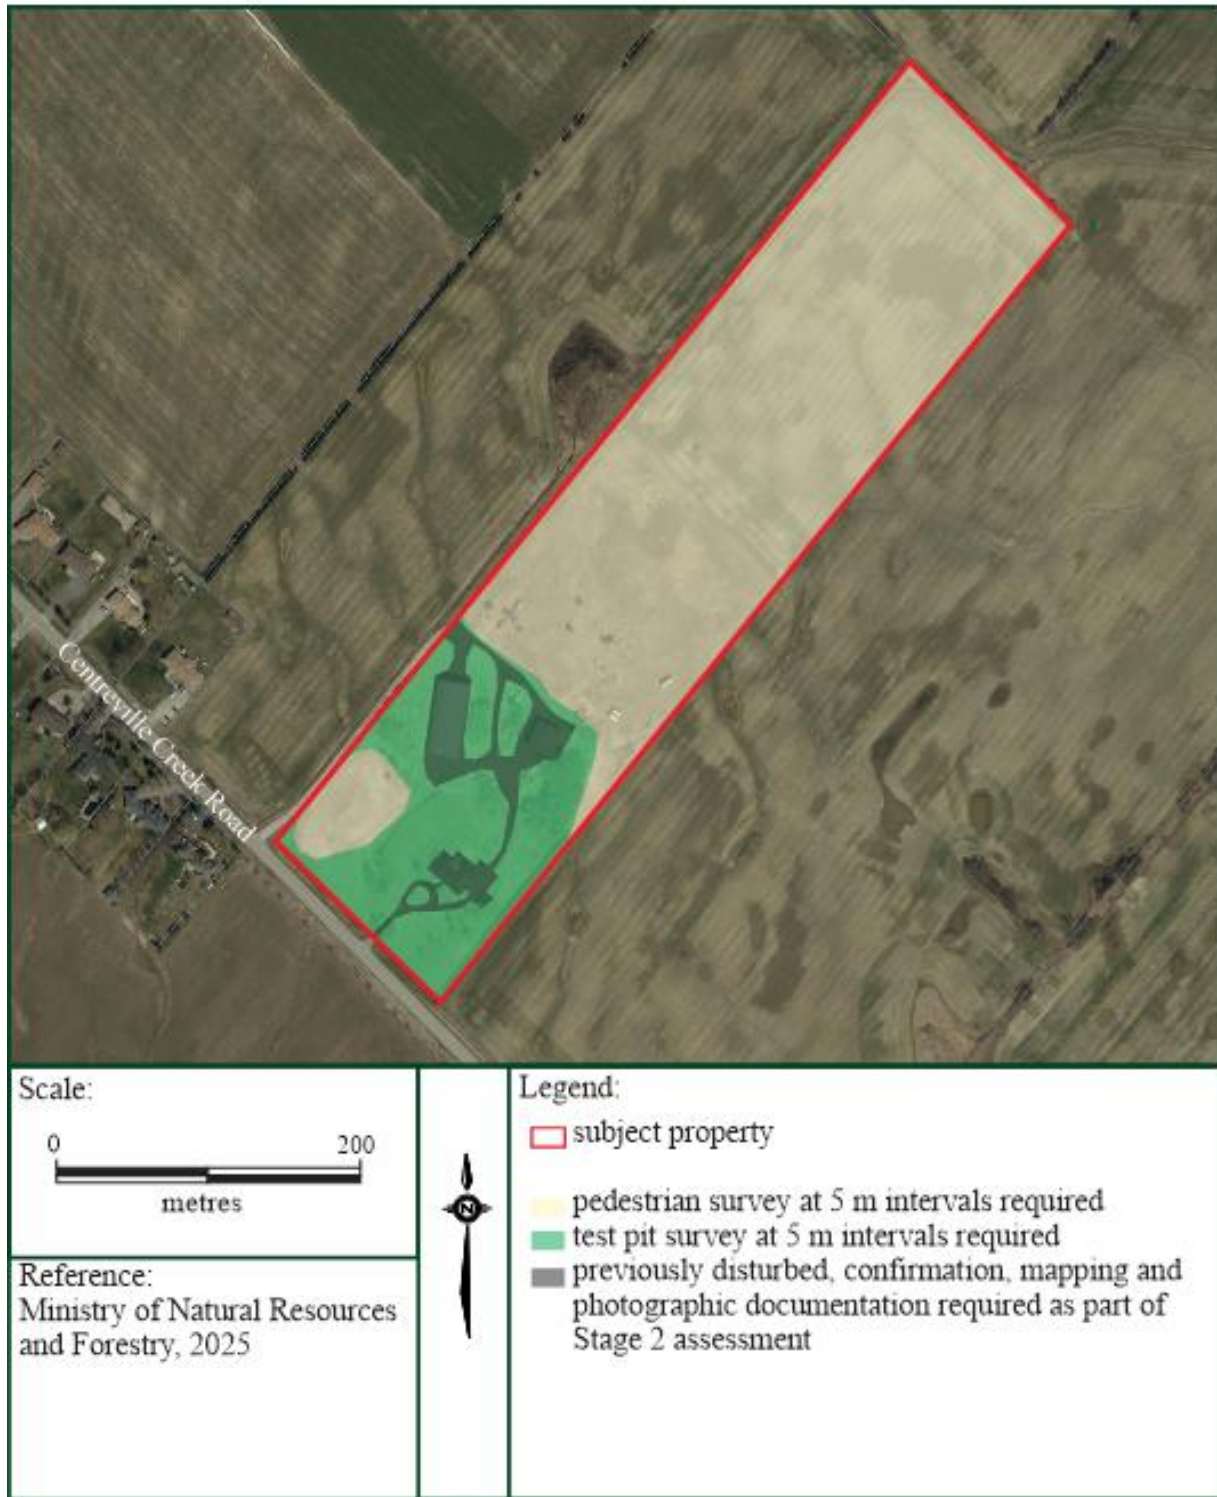 Centreville Creek Road
Scale:
0 200
metres
Reference:
Ministry of Natural Resources
and Forestry, 2025
N
Legend:
subject property
pedestrian survey at 5 m intervals required
test pit survey at 5 m intervals required
previously disturbed, confirmation, mapping and
photographic documentation required as part of
Stage 2 assessment